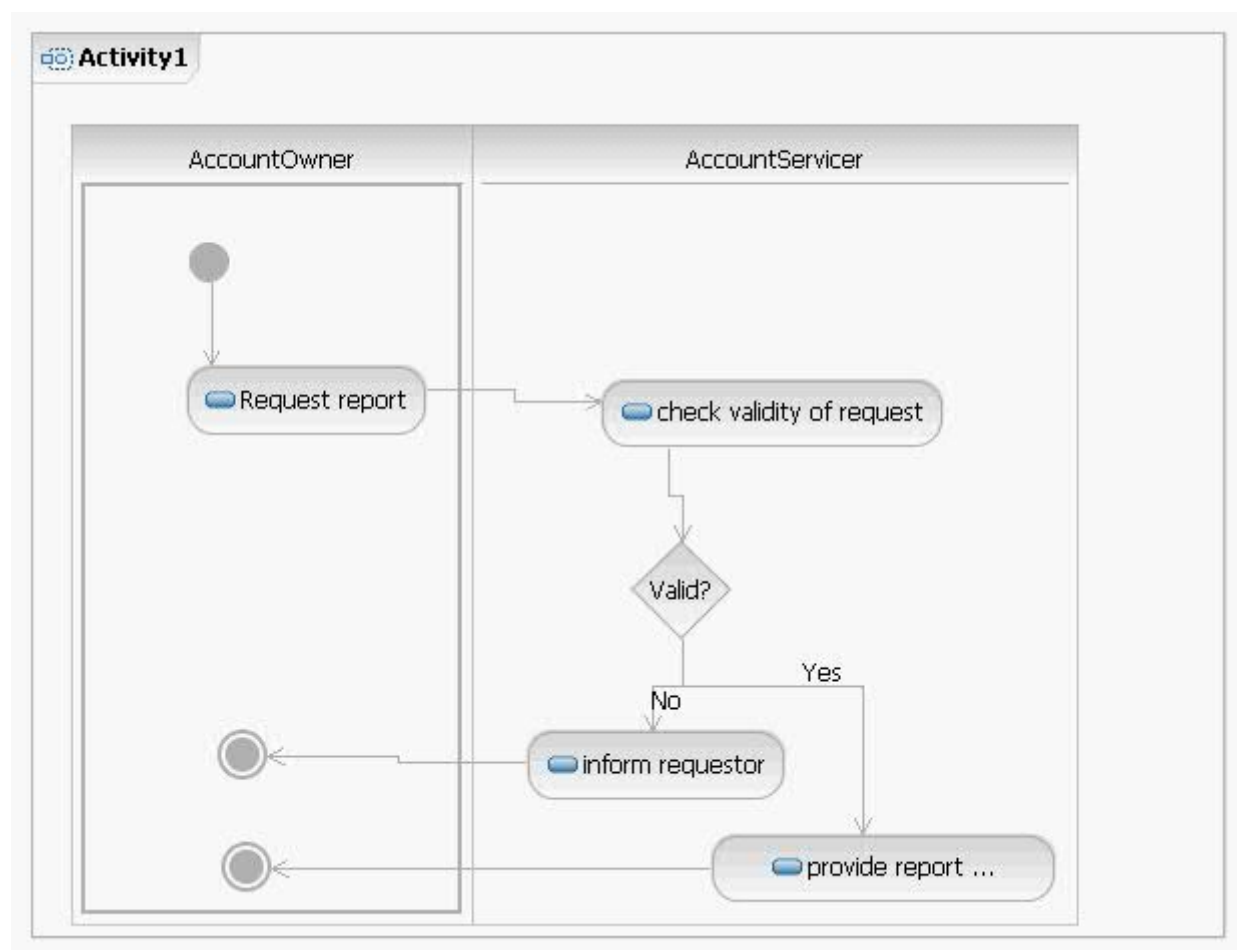 Activity1
AccountOwner
AccountServicer
Request report
check validity of request
Valid?
Yes
No
inform requestor
provide report ...